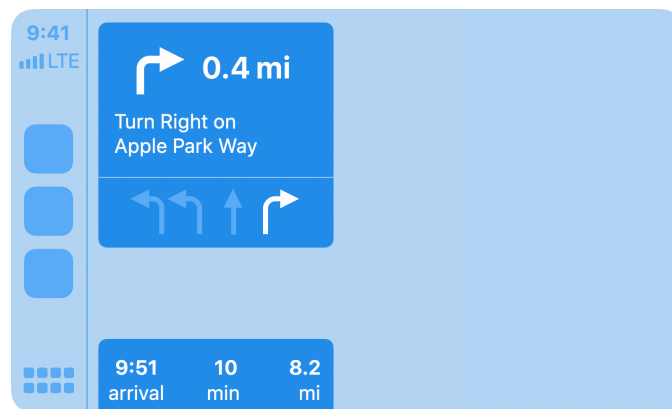 9:41
LTE
0.4 mi
Turn Right on
Apple Park Way
9:51 10 8.2
arrival min mi